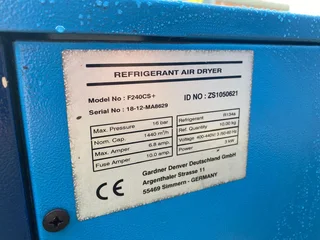 REFRIGERANT AIR DRYER
Model No : F240CS+ ID NO : ZS1050621
Serial No : 18-12-MA8629
Max. Pressure 16 bar
Nom. Cap. 1440 m³/h
Max. Amper 6.8 amp.
Fuse Amper 10.0 amp.
Refrigerant R134a
Ref. Quantity 10,00 kg
Voltage
Power 3 kW
CE
Gardner Denver Deutschland GmbH
Argenthaler Strasse 11
55469 Simmern - GERMANY